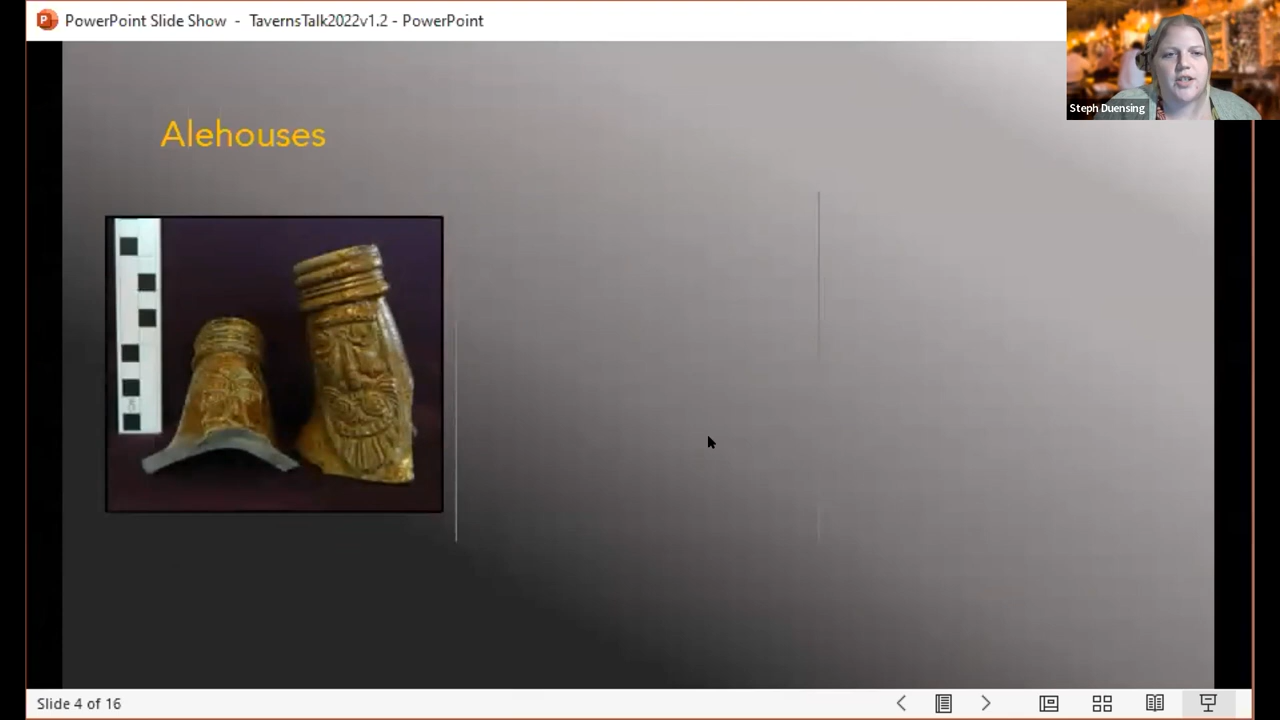 PowerPoint Slide Show - TavernsTalk2022v1.2 - PowerPoint
Steph Duensing
Alehouses
Slide 4 of 16